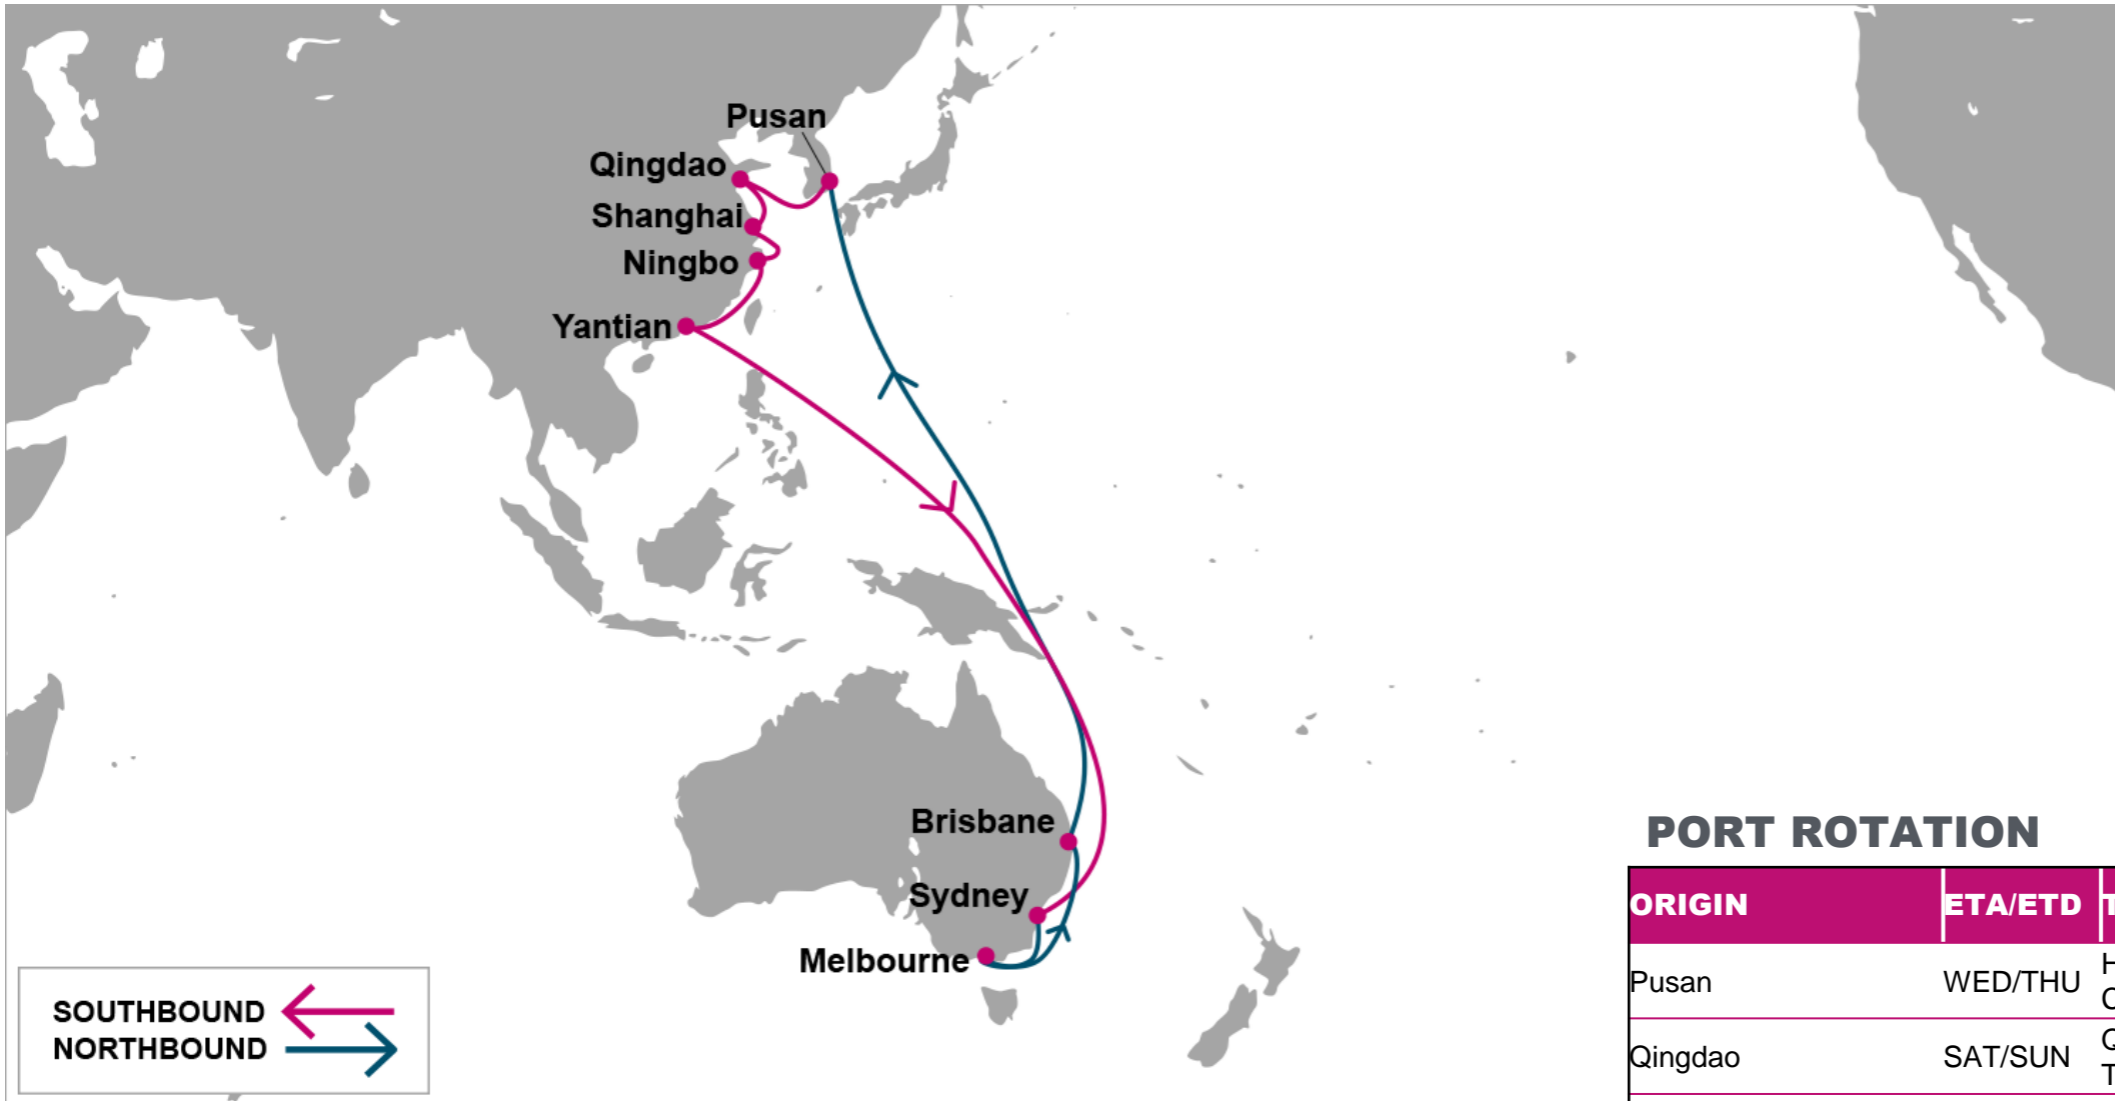 Pusan
Qingdao
Shanghai
Ningbo
Yantian
Brisbane
Sydney
Melbourne
SOUTHBOUND
NORTHBOUND
PORT ROTATION
ORIGIN ETA/ETD
Pusan WED/THU
Qingdao SAT/SUN